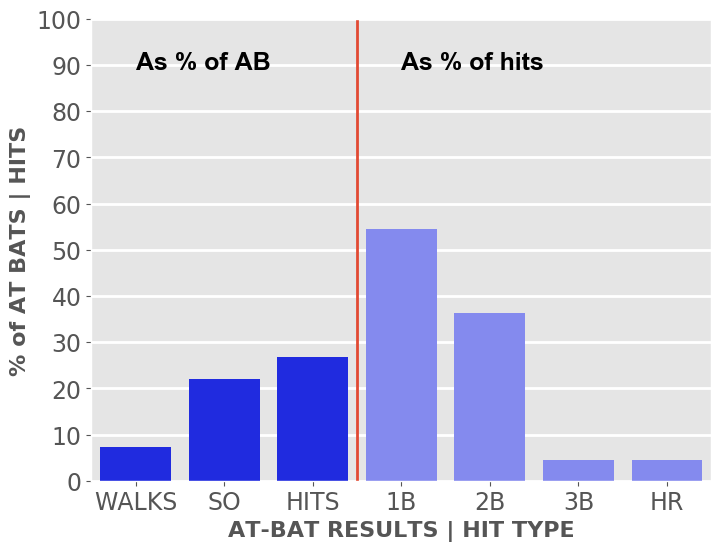 100
90
80
70
60
50
40
30
20
10
0
% of AT BATS | HITS
As % of AB
As % of hits
WALKS SO HITS 1B 2B 3B HR
AT-BAT RESULTS | HIT TYPE